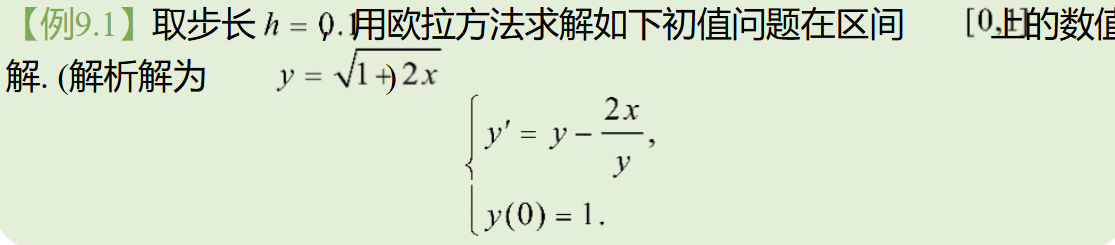 【例9.1】取步长 h = 0.1,用欧拉方法求解如下初值问题在区间 [0,1]上的数值
解. (解析解为 y = √(1 + 2x) )
{ y′ = y − 2x/y ,
y(0) = 1.